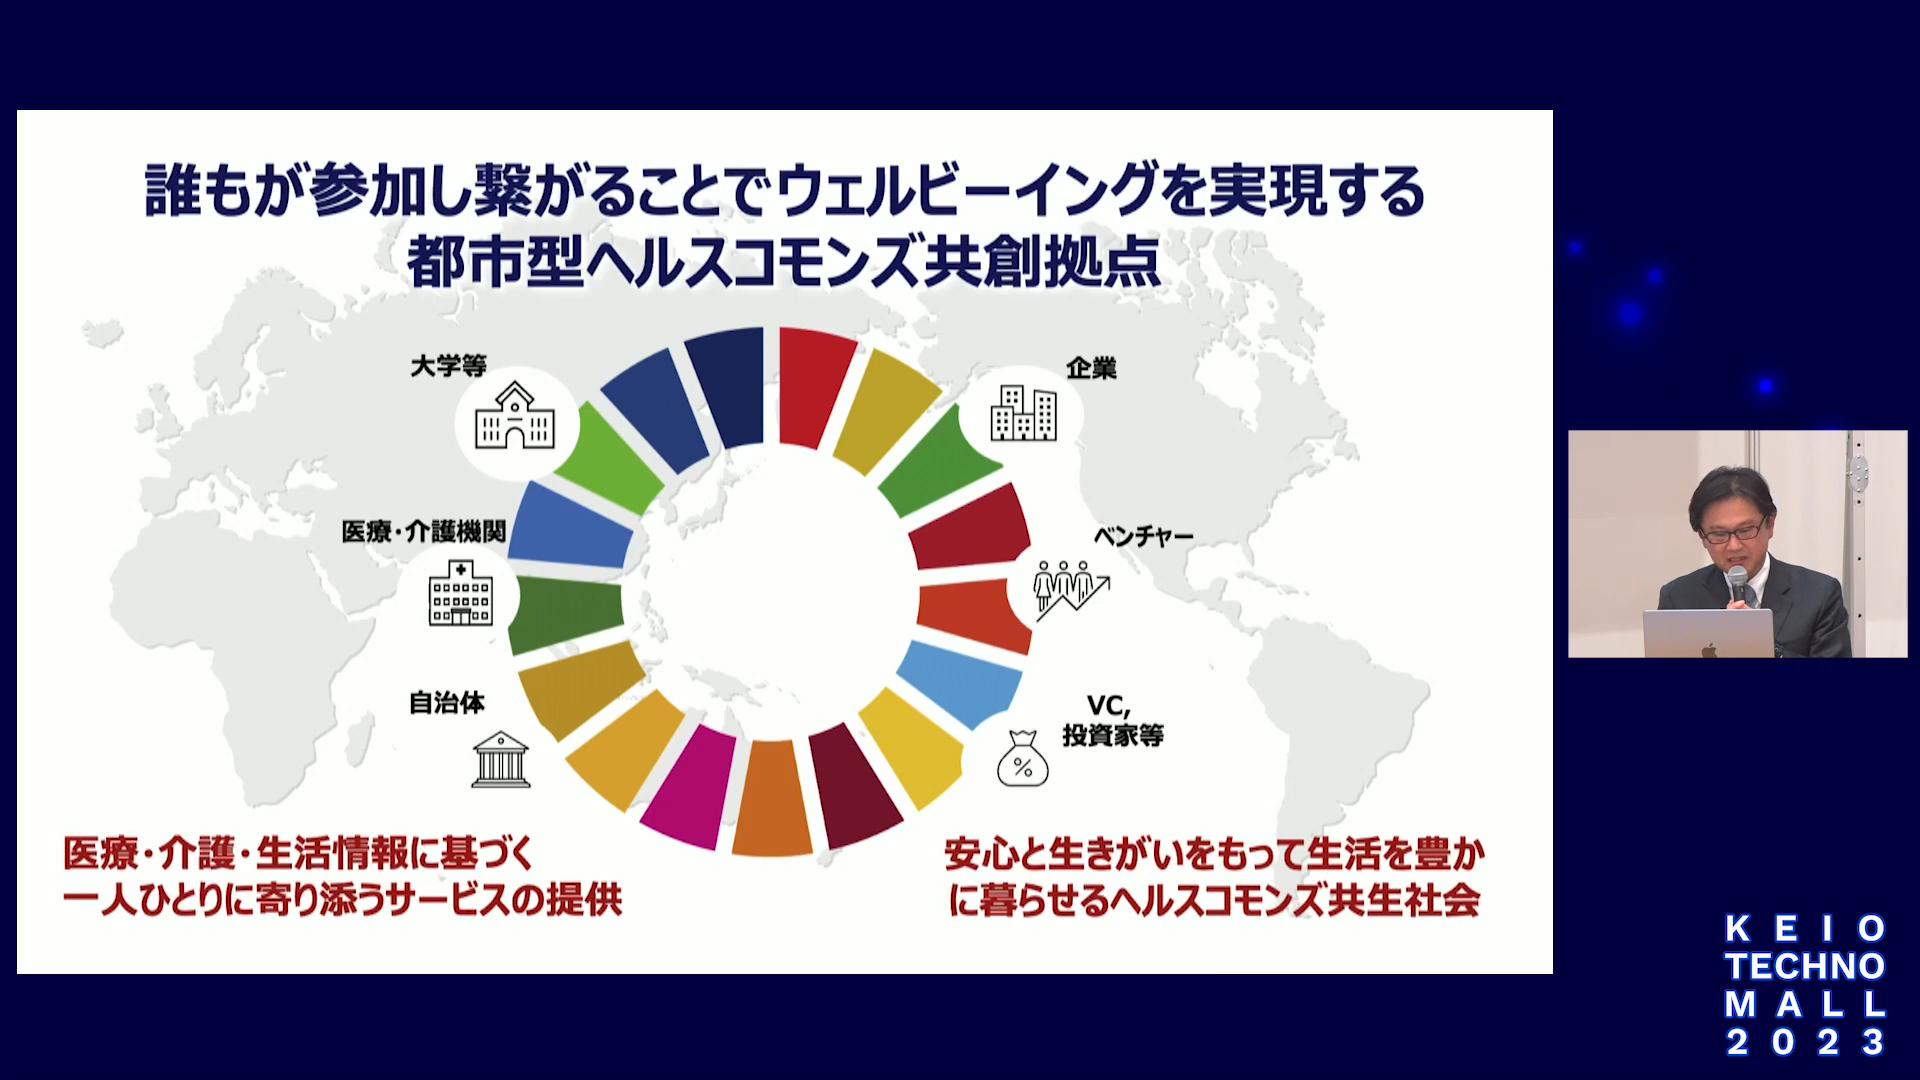 誰もが参加し繋がることでウェルビーイングを実現する
都市型ヘルスコモンズ共創拠点
大学等
企業
医療・介護機関
ベンチャー
自治体
VC,
投資家等
%
医療・介護・生活情報に基づく
一人ひとりに寄り添うサービスの提供
安心と生きがいをもって生活を豊か
に暮らせるヘルスコモンズ共生社会
KEIO
TECHNO
MALL
2023